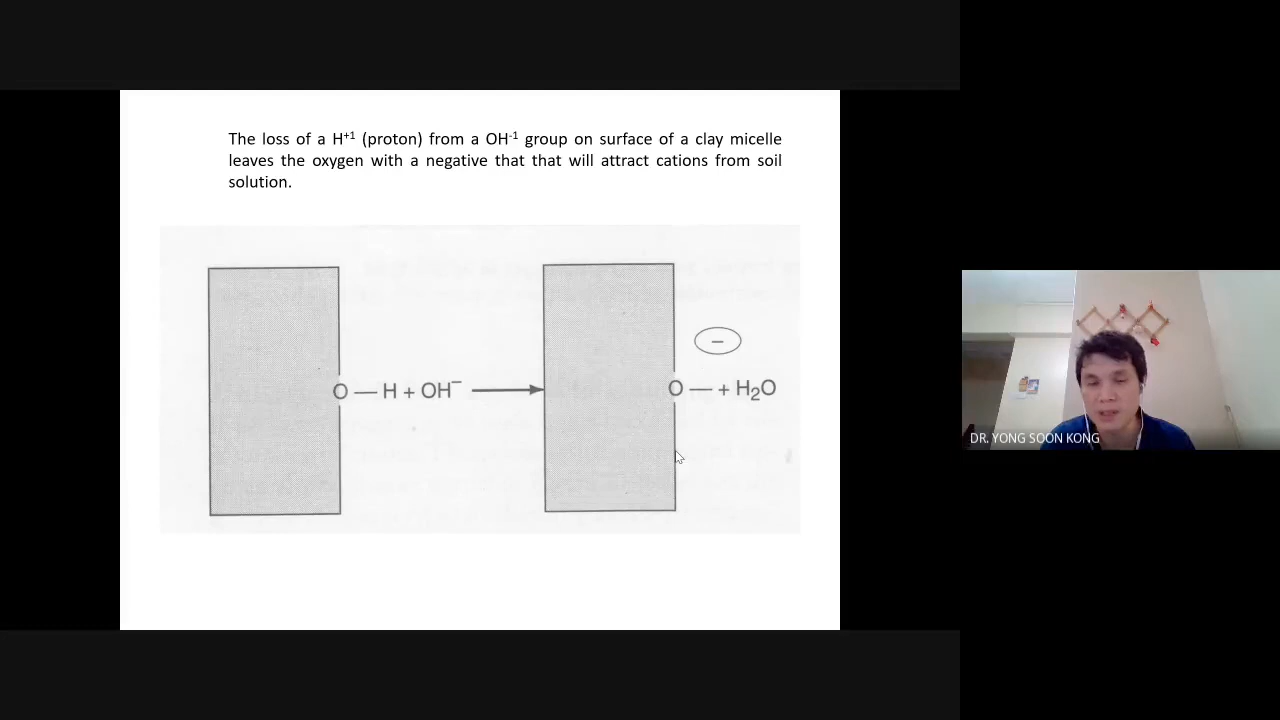 The loss of a H⁺¹ (proton) from a OH⁻¹ group on surface of a clay micelle
leaves the oxygen with a negative that that will attract cations from soil
solution.
−
O — H + OH⁻ O — + H₂O
DR. YONG SOON KONG